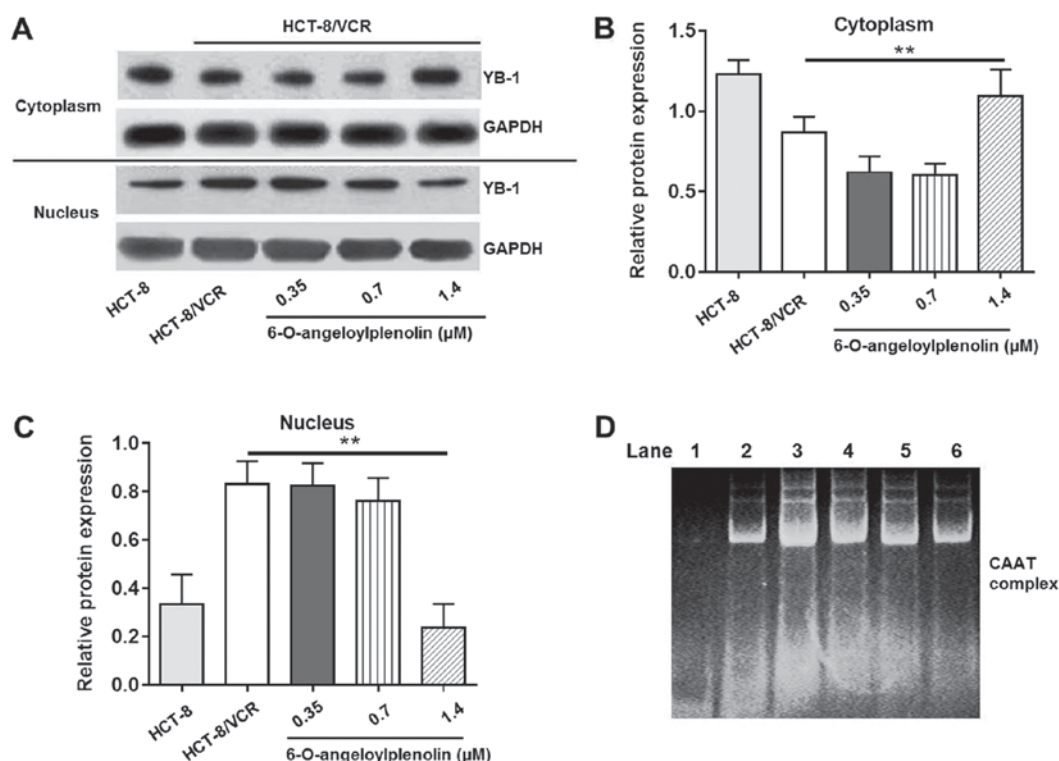 A
HCT-8/VCR
Cytoplasm
YB-1
GAPDH
Nucleus
YB-1
GAPDH
HCT-8
HCT-8/VCR
0.35
0.7
1.4
6-O-angeloylplenolin (μM)
B
Cytoplasm
**
Relative protein expression
1.5
1.0
0.5
0.0
HCT-8
HCT-8/VCR
0.35
0.7
1.4
6-O-angeloylplenolin (μM)
C
Nucleus
**
Relative protein expression
1.0
0.8
0.6
0.4
0.2
0.0
HCT-8
HCT-8/VCR
0.35
0.7
1.4
6-O-angeloylplenolin (μM)
D
Lane 1 2 3 4 5 6
CAAT
complex